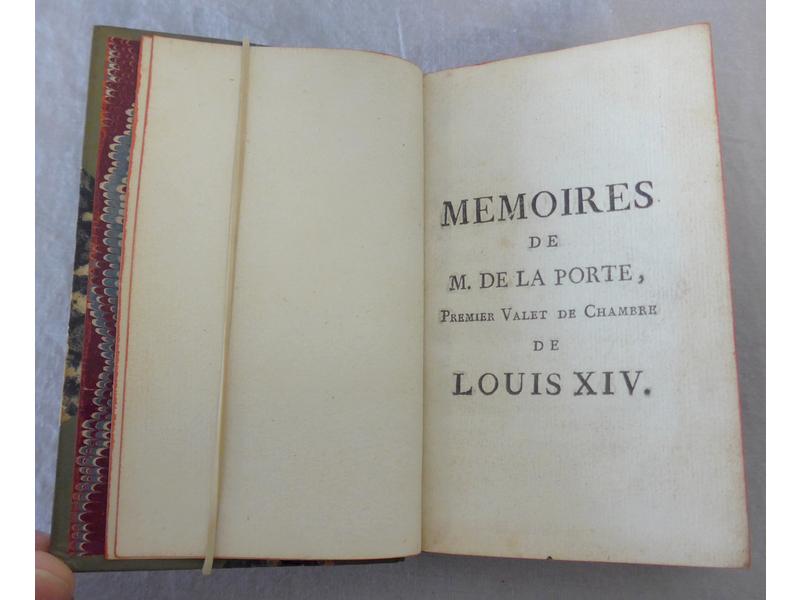 MEMOIRES
DE
M. DE LA PORTE,
PREMIER VALET DE CHAMBRE
DE
LOUIS XIV.